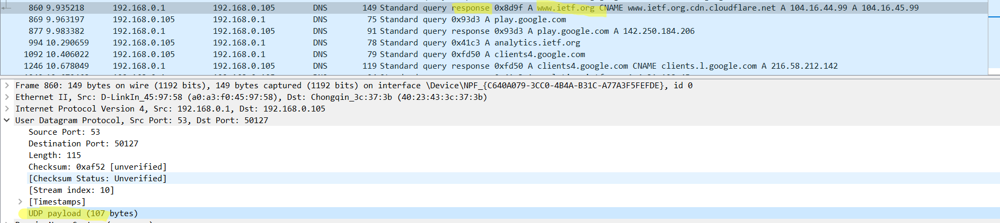 860 9.935218 192.168.0.1 192.168.0.105 DNS 149 Standard query response 0x8d9f A www.ietf.org CNAME www.ietf.org.cdn.cloudflare.net A 104.16.44.99 A 104.16.45.99
869 9.963197 192.168.0.105 192.168.0.1 DNS 75 Standard query 0x93d3 A play.google.com
877 9.983382 192.168.0.1 192.168.0.105 DNS 91 Standard query response 0x93d3 A play.google.com A 142.250.184.206
994 10.290659 192.168.0.105 192.168.0.1 DNS 78 Standard query 0x41c3 A analytics.ietf.org
1092 10.406022 192.168.0.105 192.168.0.1 DNS 79 Standard query 0xfd50 A clients4.google.com
1246 10.678049 192.168.0.1 192.168.0.105 DNS 119 Standard query response 0xfd50 A clients4.google.com CNAME clients.l.google.com A 216.58.212.142
Frame 860: 149 bytes on wire (1192 bits), 149 bytes captured (1192 bits) on interface \Device\NPF_{C640A079-3CC0-4B4A-B31C-A77A3F5FEFDE}, id 0
Ethernet II, Src: D-LinkIn_45:97:58 (a0:a3:f0:45:97:58), Dst: Chongqin_3c:37:3b (40:23:43:3c:37:3b)
Internet Protocol Version 4, Src: 192.168.0.1, Dst: 192.168.0.105
User Datagram Protocol, Src Port: 53, Dst Port: 50127
Source Port: 53
Destination Port: 50127
Length: 115
Checksum: 0xaf52 [unverified]
[Checksum Status: Unverified]
[Stream index: 10]
[Timestamps]
UDP payload (107 bytes)